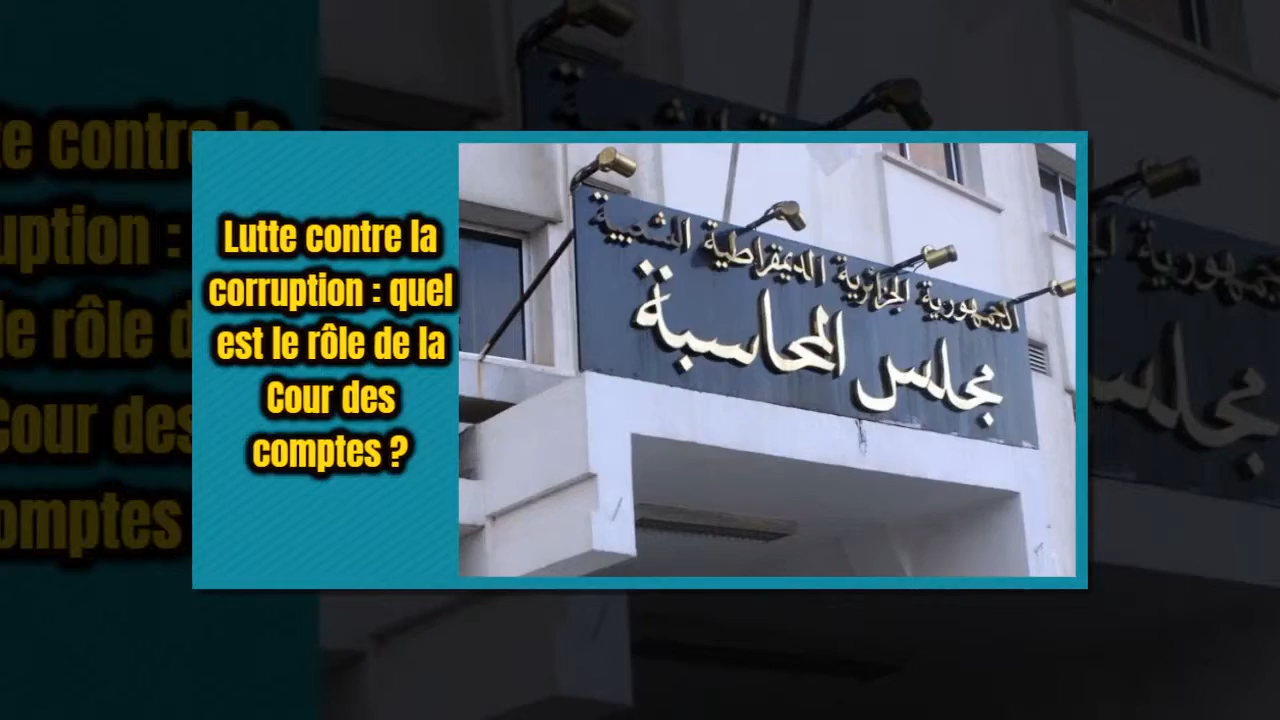 Lutte contre la
corruption : quel
est le rôle de la
Cour des
comptes ?
الجمهورية الجزائرية الديمقراطية الشعبية
مجلس المحاسبة